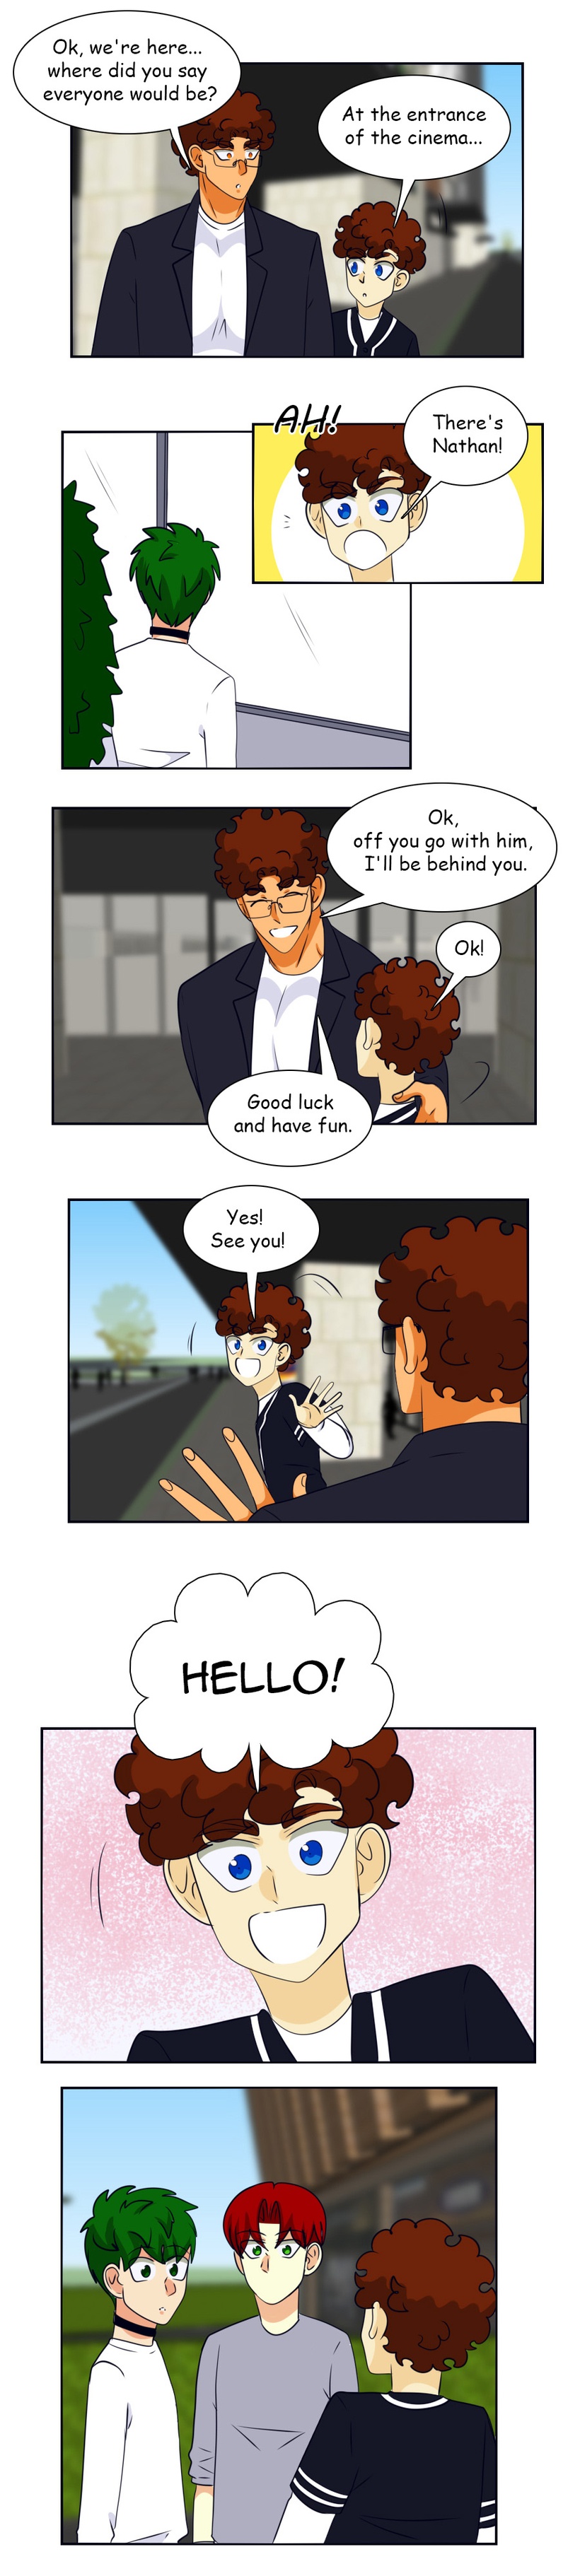 Ok, we're here...
where did you say
everyone would be?
At the entrance
of the cinema...
AH!
There's
Nathan!
Ok,
off you go with him,
I'll be behind you.
Ok!
Good luck
and have fun.
Yes!
See you!
HELLO!